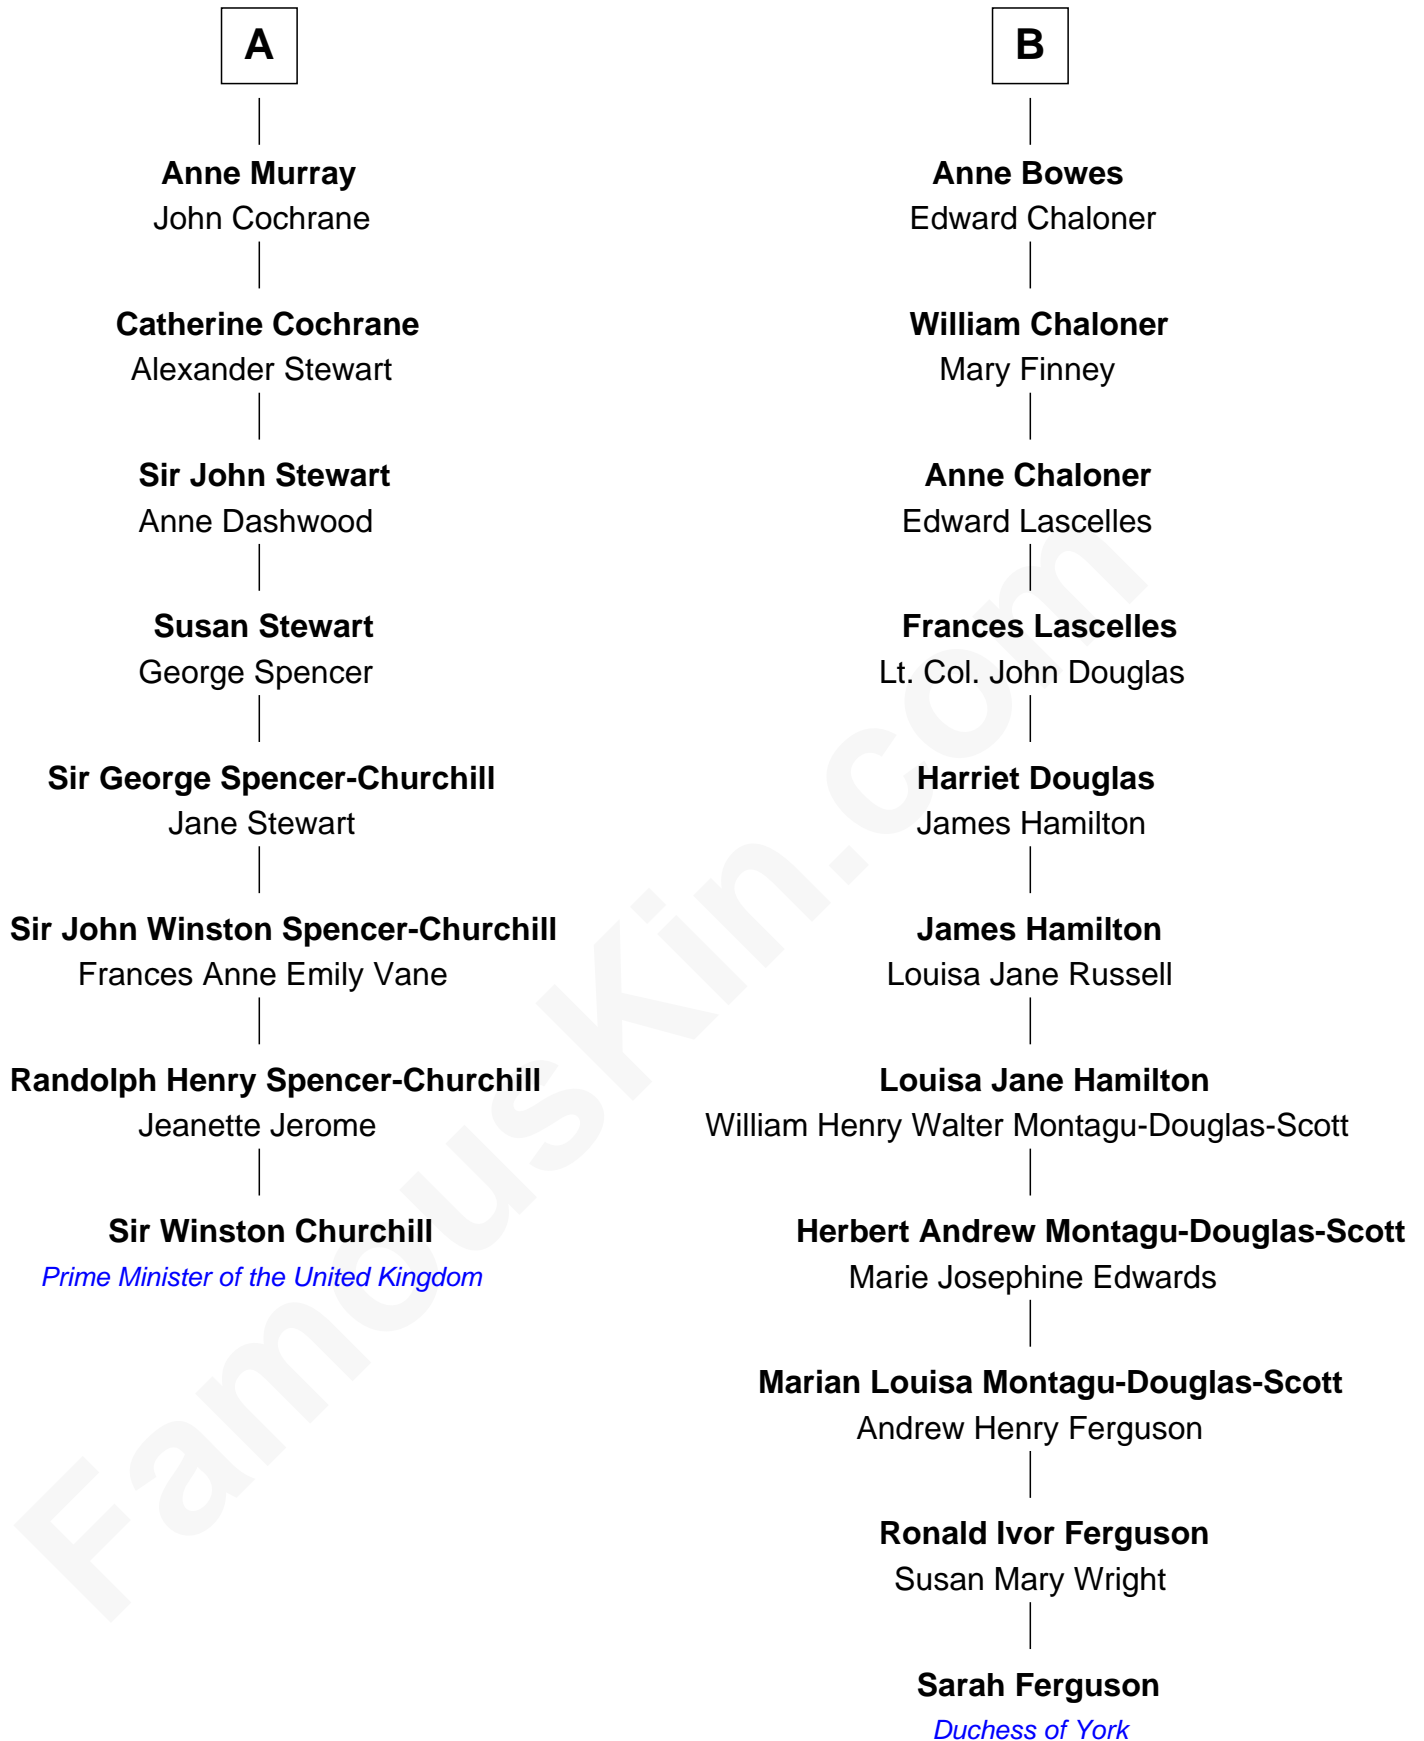 A
Anne Murray
John Cochrane
Catherine Cochrane
Alexander Stewart
Sir John Stewart
Anne Dashwood
Susan Stewart
George Spencer
Sir George Spencer-Churchill
Jane Stewart
Sir John Winston Spencer-Churchill
Frances Anne Emily Vane
Randolph Henry Spencer-Churchill
Jeanette Jerome
Sir Winston Churchill
Prime Minister of the United Kingdom
B
Anne Bowes
Edward Chaloner
William Chaloner
Mary Finney
Anne Chaloner
Edward Lascelles
Frances Lascelles
Lt. Col. John Douglas
Harriet Douglas
James Hamilton
James Hamilton
Louisa Jane Russell
Louisa Jane Hamilton
William Henry Walter Montagu-Douglas-Scott
Herbert Andrew Montagu-Douglas-Scott
Marie Josephine Edwards
Marian Louisa Montagu-Douglas-Scott
Andrew Henry Ferguson
Ronald Ivor Ferguson
Susan Mary Wright
Sarah Ferguson
Duchess of York
FamousKin.com